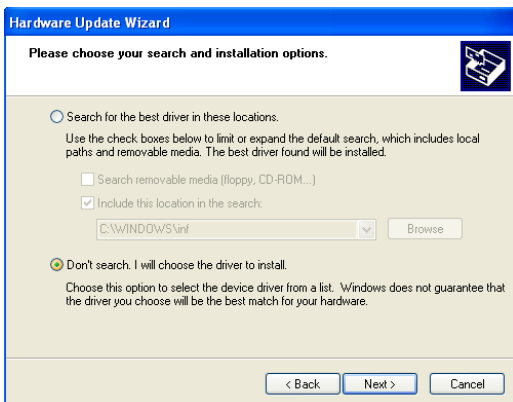 Hardware Update Wizard
Please choose your search and installation options.
Search for the best driver in these locations.
Use the check boxes below to limit or expand the default search, which includes local
paths and removable media. The best driver found will be installed.
Search removable media (floppy, CD-ROM...)
Include this location in the search:
C:\WINDOWS\inf
Browse
Don't search. I will choose the driver to install.
Choose this option to select the device driver from a list. Windows does not guarantee that
the driver you choose will be the best match for your hardware.
< Back
Next >
Cancel